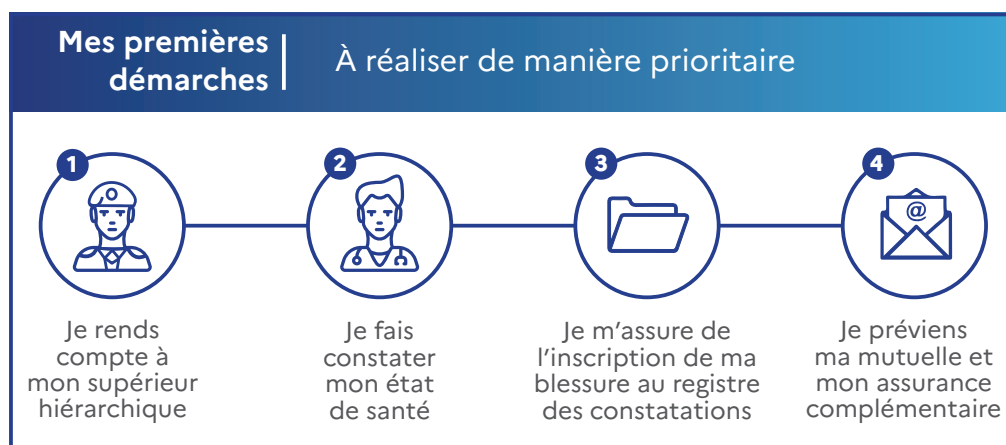 Mes premières
démarches
À réaliser de manière prioritaire
1
Je rends
compte à
mon supérieur
hiérarchique
2
Je fais
constater
mon état
de santé
3
Je m’assure de
l’inscription de ma
blessure au registre
des constatations
4
@
Je préviens
ma mutuelle et
mon assurance
complémentaire